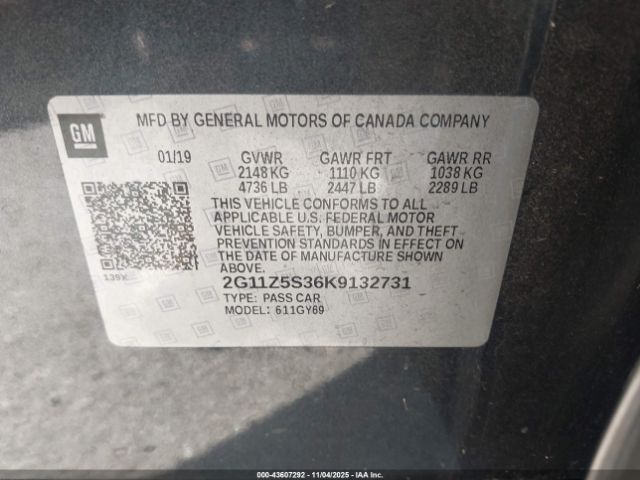 GM
MFD BY GENERAL MOTORS OF CANADA COMPANY
01/19 GVWR GAWR FRT GAWR RR
2148 KG 1110 KG 1038 KG
4736 LB 2447 LB 2289 LB
THIS VEHICLE CONFORMS TO ALL
APPLICABLE U.S. FEDERAL MOTOR
VEHICLE SAFETY, BUMPER, AND THEFT
PREVENTION STANDARDS IN EFFECT ON
THE DATE OF MANUFACTURE SHOWN
ABOVE.
139X
2G11Z5S36K9132731
TYPE: PASS CAR
MODEL: 611GY69
000-43607292 - 11/04/2025 - IAA, Inc.